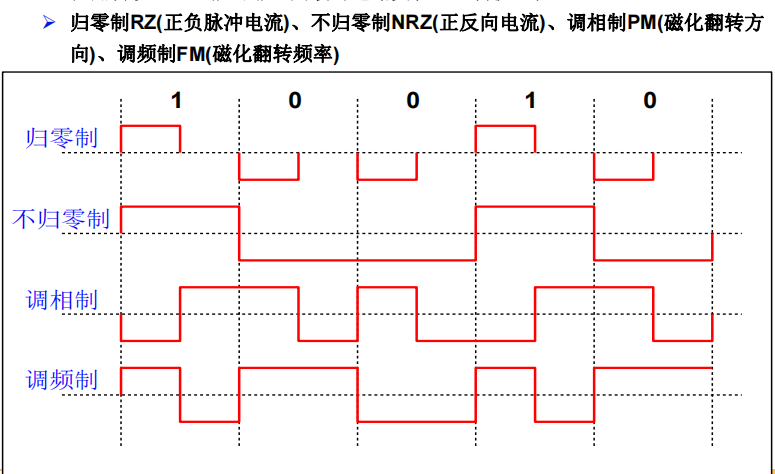 归零制RZ(正负脉冲电流)、不归零制NRZ(正反向电流)、调相制PM(磁化翻转方
向)、调频制FM(磁化翻转频率)
1 0 0 1 0
归零制
不归零制
调相制
调频制